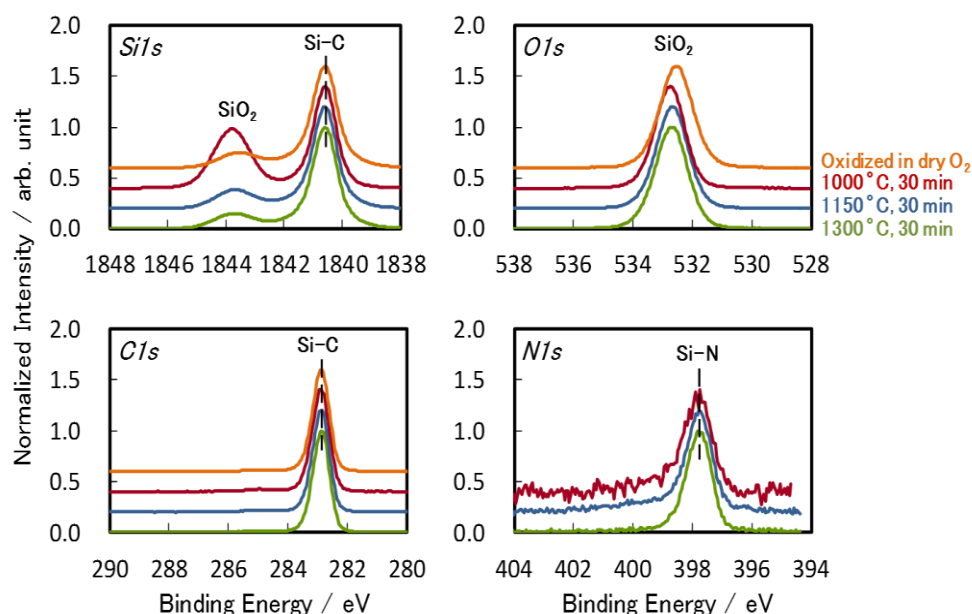 Normalized Intensity / arb. unit
Si1s
Si-C
SiO2
2.0
1.5
1.0
0.5
0.0
1848 1846 1844 1842 1840 1838
O1s
SiO2
2.0
1.5
1.0
0.5
0.0
538 536 534 532 530 528
Oxidized in dry O2
1000°C, 30 min
1150°C, 30 min
1300°C, 30 min
C1s
Si-C
2.0
1.5
1.0
0.5
0.0
290 288 286 284 282 280
Binding Energy / eV
N1s
Si-N
2.0
1.5
1.0
0.5
0.0
404 402 400 398 396 394
Binding Energy / eV